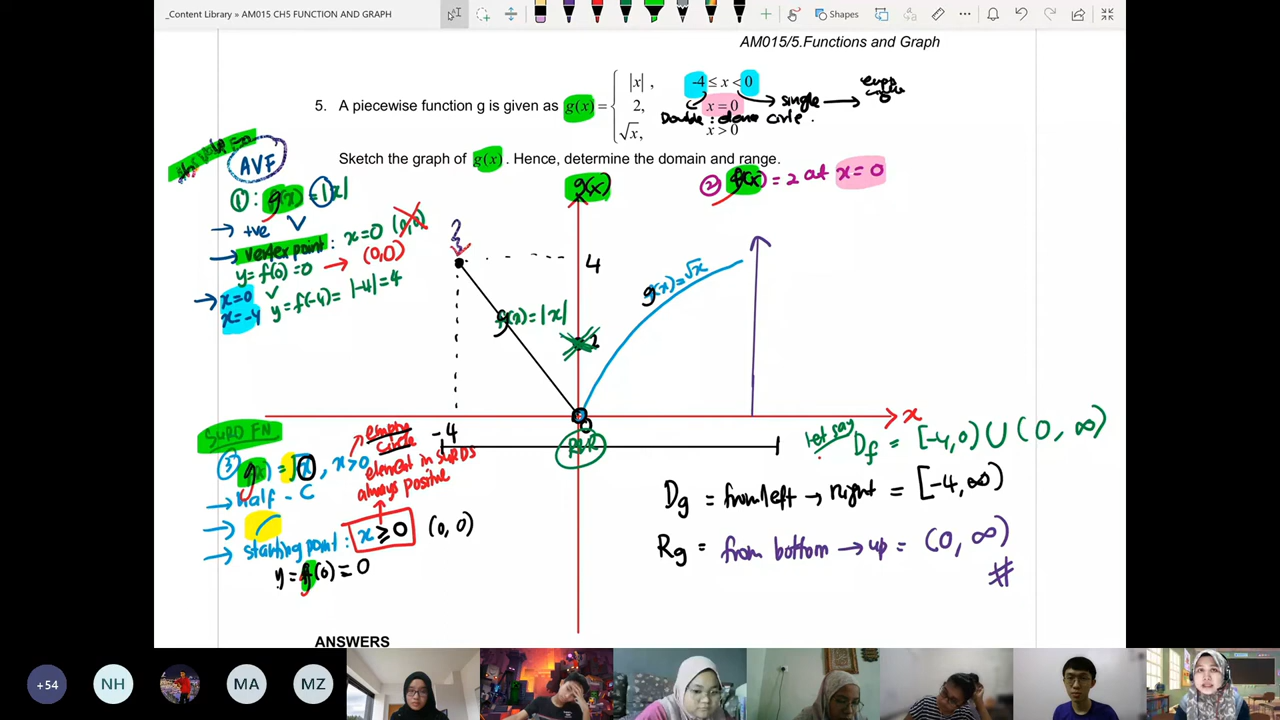 _Content Library » AM015 CH5 FUNCTION AND GRAPH
Shapes
AM015/5.Functions and Graph
5. A piecewise function g is given as g(x) = { |x|, -4 ≤ x < 0
2, x = 0
√x, x > 0
single → empty circle
Double : dense circle.
Sketch the graph of g(x). Hence, determine the domain and range.
AVF
① : g(x) = |x|
→ +ve V
→ vertex point : x=0 (0,0)
y = f(0) = 0 → (0,0)
→ x=0 ✓
x=-4 y = f(-4) = |-4| = 4
② g(x) = 2 at x=0
g(x)
4
2
g(x) = |x|
g(x) = √x
-4
0
x
SURD FN
③ g(x) = √x, x>0
empty circle
element in SURDS
always positive
→ half - C
→ starting point : x ≥ 0 (0,0)
y = f(0) = 0
let say Df = [-4,0) ∪ (0, ∞)
Dg = from left → right = [-4, ∞)
Rg = from bottom → up = (0, ∞)
#
ANSWERS
+54
NH
MA
MZ